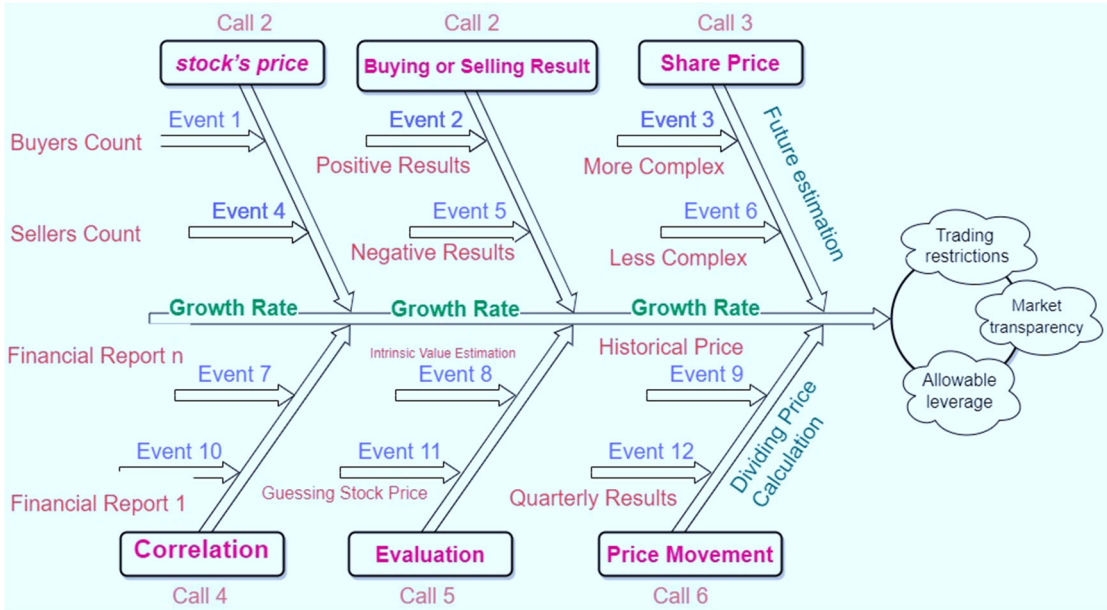 Call 2
Call 2
Call 3
stock's price
Buying or Selling Result
Share Price
Event 1
Event 2
Event 3
Buyers Count
Positive Results
More Complex
Future estimation
Event 4
Event 5
Event 6
Sellers Count
Negative Results
Less Complex
Trading
restrictions
Market
transparency
Allowable
leverage
Growth Rate
Growth Rate
Growth Rate
Financial Report n
Intrinsic Value Estimation
Historical Price
Event 7
Event 8
Event 9
Dividing Price
Calculation
Event 10
Event 11
Event 12
Financial Report 1
Guessing Stock Price
Quarterly Results
Correlation
Evaluation
Price Movement
Call 4
Call 5
Call 6